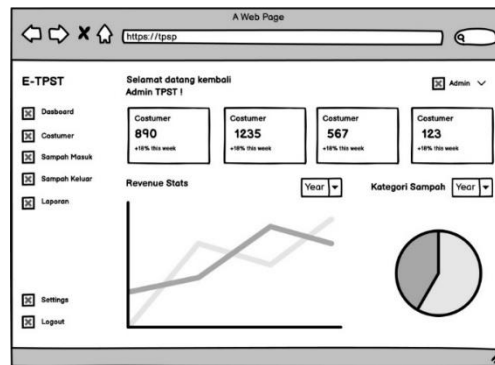 A Web Page
https://tpsp
E-TPST
Dasboard
Costumer
Sampah Masuk
Sampah Keluar
Laporan
Settings
Logout
Selamat datang kembali
Admin TPST !
Admin
Costumer
890
+18% this week
Costumer
1235
+18% this week
Costumer
567
+18% this week
Costumer
123
+18% this week
Revenue Stats
Year
Kategori Sampah
Year